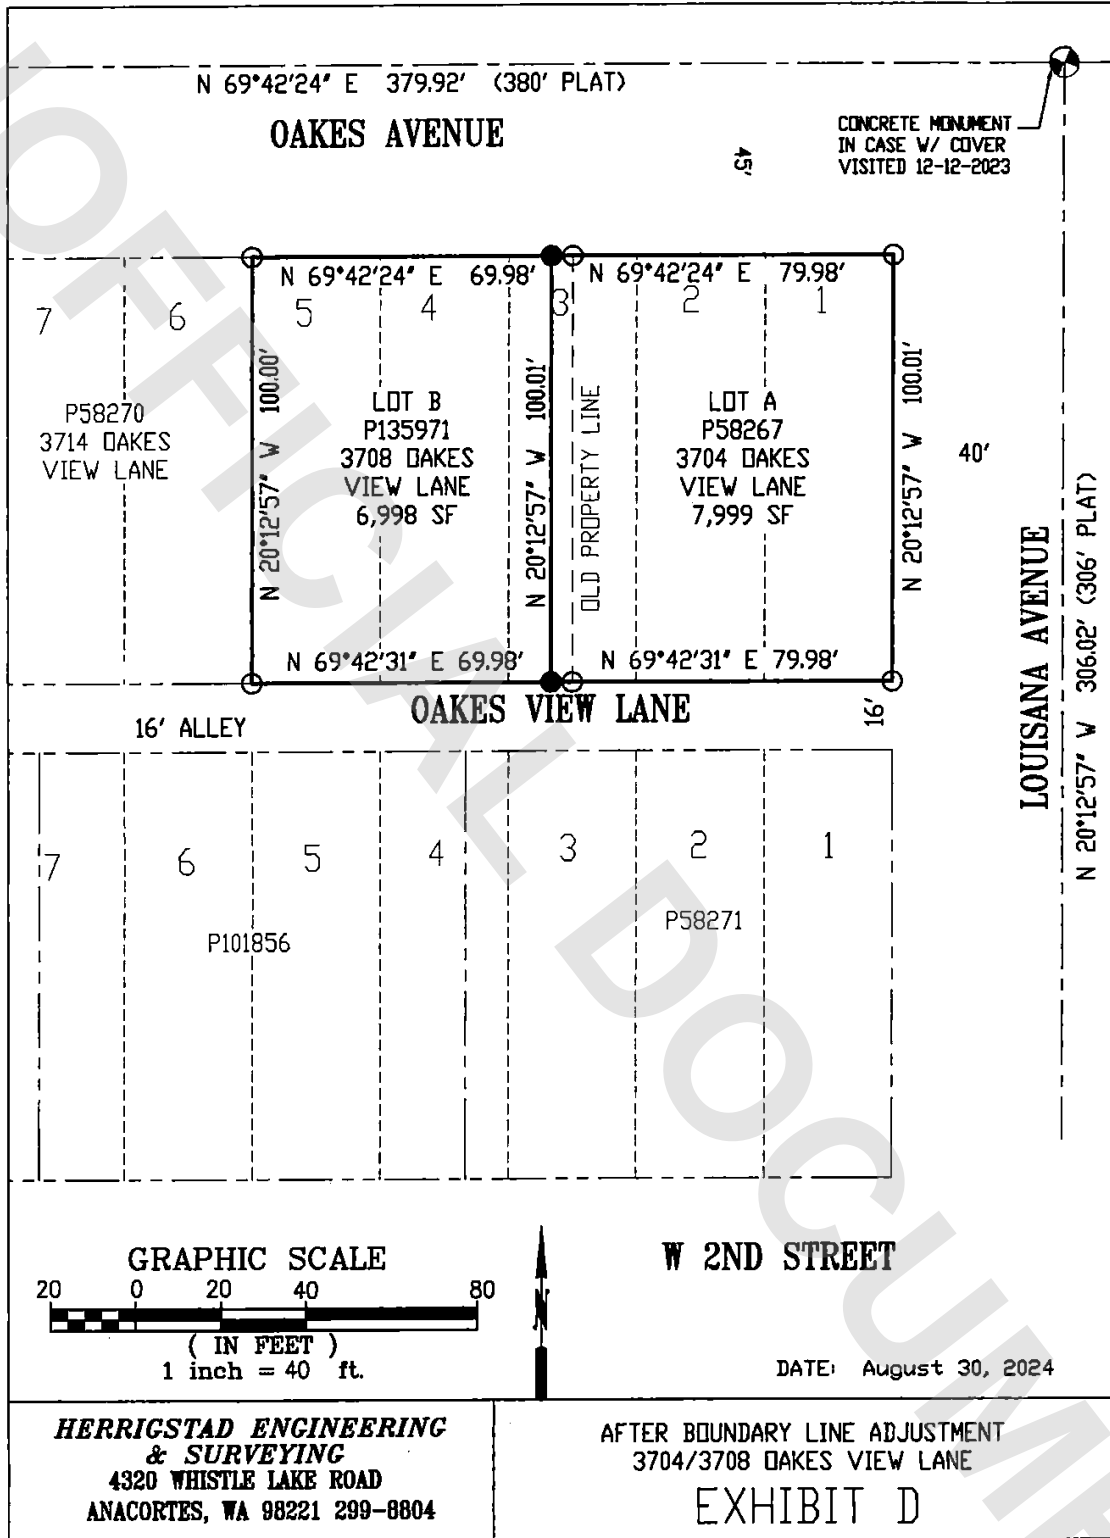 N 69°42'24" E 379.92' (380' PLAT)
OAKES AVENUE
45'
CONCRETE MONUMENT
IN CASE W/ COVER
VISITED 12-12-2023
N 69°42'24" E 69.98'
N 69°42'24" E 79.98'
7
6
5
4
3
2
1
P58270
3714 OAKES
VIEW LANE
N 20°12'57" W 100.00'
LOT B
P135971
3708 OAKES
VIEW LANE
6,998 SF
N 20°12'57" W 100.01'
OLD PROPERTY LINE
LOT A
P58267
3704 OAKES
VIEW LANE
7,999 SF
N 20°12'57" W 100.01'
40'
N 69°42'31" E 69.98'
N 69°42'31" E 79.98'
OAKES VIEW LANE
16' ALLEY
16'
LOUISANA AVENUE
N 20°12'57" W 306.02' (306' PLAT)
7
6
5
4
3
2
1
P101856
P58271
GRAPHIC SCALE
20 0 20 40 80
( IN FEET )
1 inch = 40 ft.
N
W 2ND STREET
DATE: August 30, 2024
HERRIGSTAD ENGINEERING
& SURVEYING
4320 WHISTLE LAKE ROAD
ANACORTES, WA 98221 299-8804
AFTER BOUNDARY LINE ADJUSTMENT
3704/3708 OAKES VIEW LANE
EXHIBIT D
OFFICIAL DOCUME